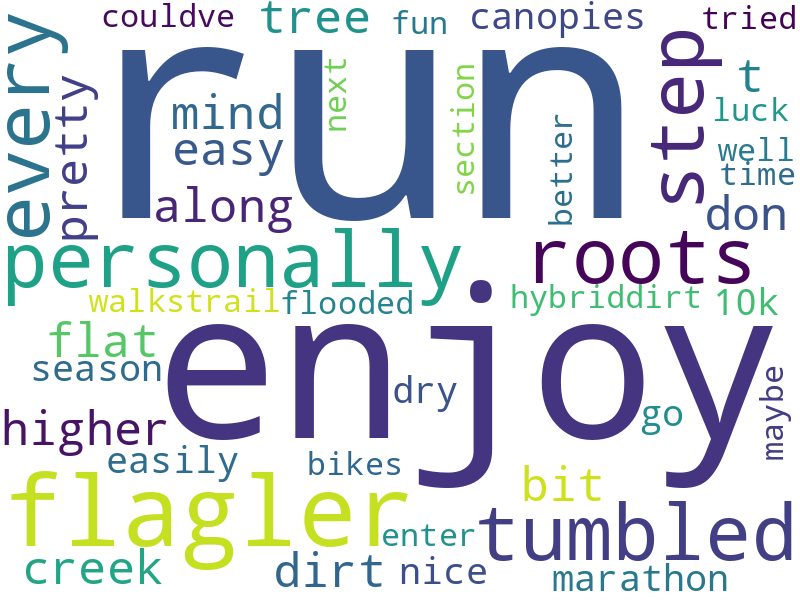 couldve
tree
fun
canopies
tried
every
pretty
run
mind
next
section
better
step
t
luck
easy
well
time
along
don
personally
roots
walkstrail
flooded
hybriddirt
10k
flat
enjoy
season
dry
go
maybe
higher
easily
bikes
bit
flagler
enter
tumbled
creek
dirt
nice
marathon